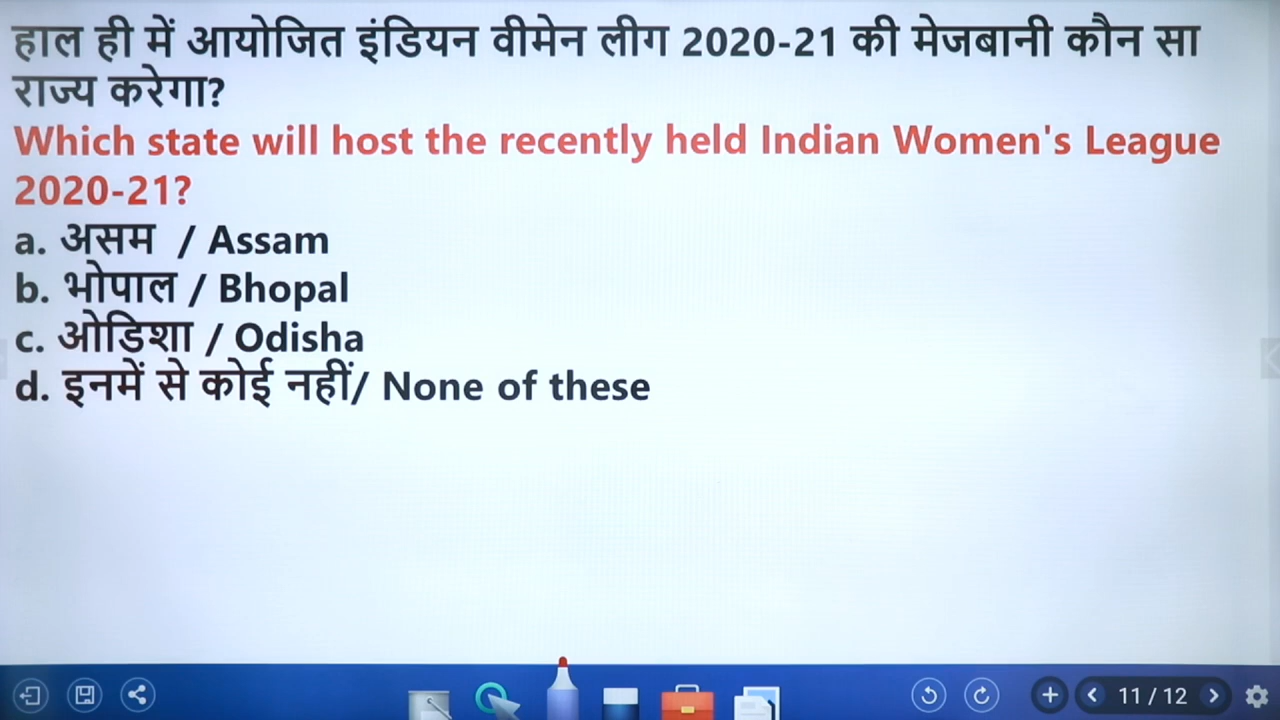 हाल ही में आयोजित इंडियन वीमेन लीग 2020-21 की मेजबानी कौन सा
राज्य करेगा?
Which state will host the recently held Indian Women's League
2020-21?
a. असम / Assam
b. भोपाल / Bhopal
c. ओडिशा / Odisha
d. इनमें से कोई नहीं/ None of these
11 / 12